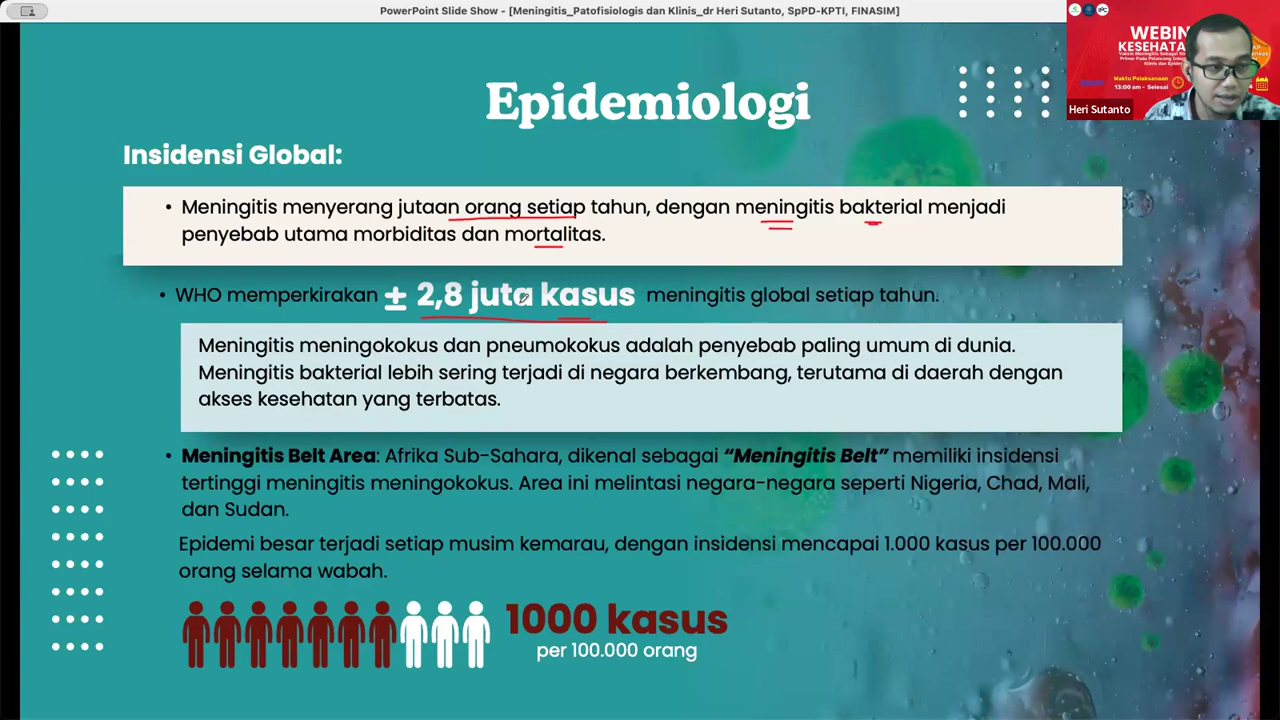 PowerPoint Slide Show - [Meningitis_Patofisiologis dan Klinis_dr Heri Sutanto, SpPD-KPTI, FINASIM]
WEBIN
KESEHATA
Waktu Pelaksanaan
13:00 am - Selesai
Heri Sutanto
Epidemiologi
Insidensi Global:
• Meningitis menyerang jutaan orang setiap tahun, dengan meningitis bakterial menjadi
penyebab utama morbiditas dan mortalitas.
• WHO memperkirakan ± 2,8 juta kasus meningitis global setiap tahun.
Meningitis meningokokus dan pneumokokus adalah penyebab paling umum di dunia.
Meningitis bakterial lebih sering terjadi di negara berkembang, terutama di daerah dengan
akses kesehatan yang terbatas.
• Meningitis Belt Area: Afrika Sub-Sahara, dikenal sebagai “Meningitis Belt” memiliki insidensi
tertinggi meningitis meningokokus. Area ini melintasi negara-negara seperti Nigeria, Chad, Mali,
dan Sudan.
Epidemi besar terjadi setiap musim kemarau, dengan insidensi mencapai 1.000 kasus per 100.000
orang selama wabah.
1000 kasus
per 100.000 orang